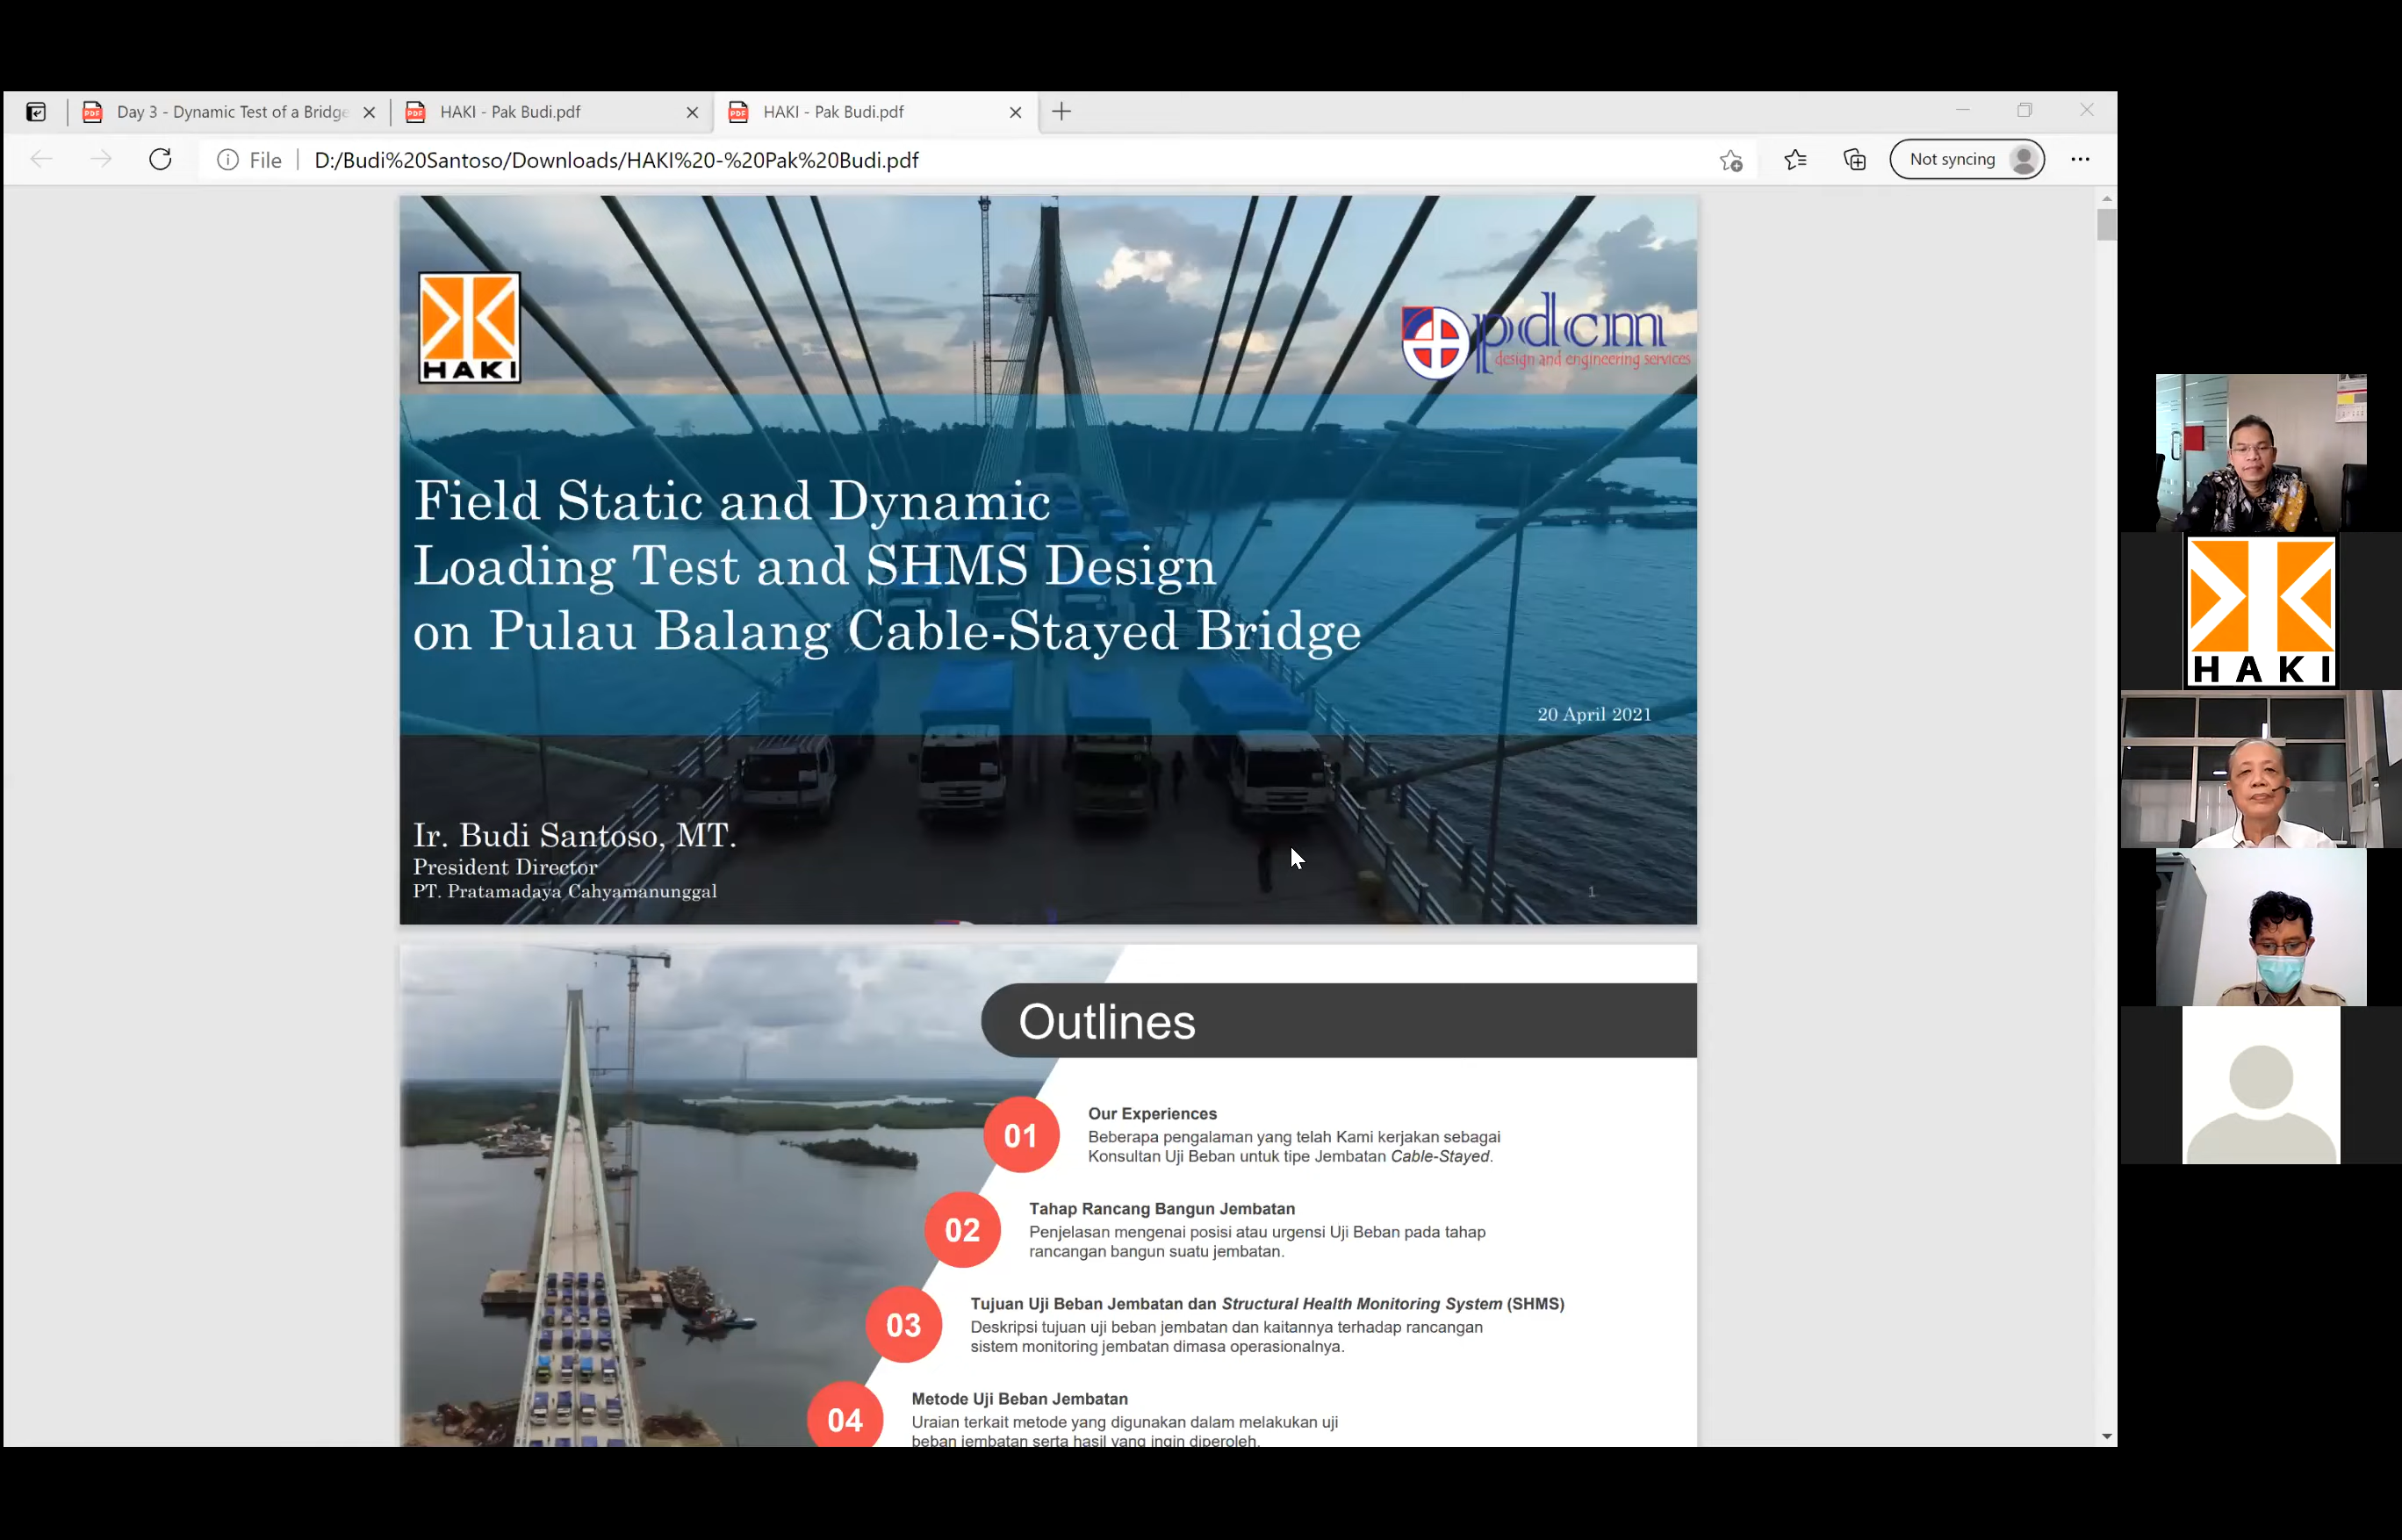 Day 3 - Dynamic Test of a Bridge
HAKI - Pak Budi.pdf
HAKI - Pak Budi.pdf
File
D:/Budi%20Santoso/Downloads/HAKI%20-%20Pak%20Budi.pdf
Not syncing
HAKI
pdcm
design and engineering services
Field Static and Dynamic
Loading Test and SHMS Design
on Pulau Balang Cable-Stayed Bridge
20 April 2021
Ir. Budi Santoso, MT.
President Director
PT. Pratamadaya Cahyamanunggal
1
Outlines
01
Our Experiences
Beberapa pengalaman yang telah Kami kerjakan sebagai
Konsultan Uji Beban untuk tipe Jembatan Cable-Stayed.
02
Tahap Rancang Bangun Jembatan
Penjelasan mengenai posisi atau urgensi Uji Beban pada tahap
rancangan bangun suatu jembatan.
03
Tujuan Uji Beban Jembatan dan Structural Health Monitoring System (SHMS)
Deskripsi tujuan uji beban jembatan dan kaitannya terhadap rancangan
sistem monitoring jembatan dimasa operasionalnya.
04
Metode Uji Beban Jembatan
Uraian terkait metode yang digunakan dalam melakukan uji
beban jembatan serta hasil yang ingin diperoleh.
HAKI